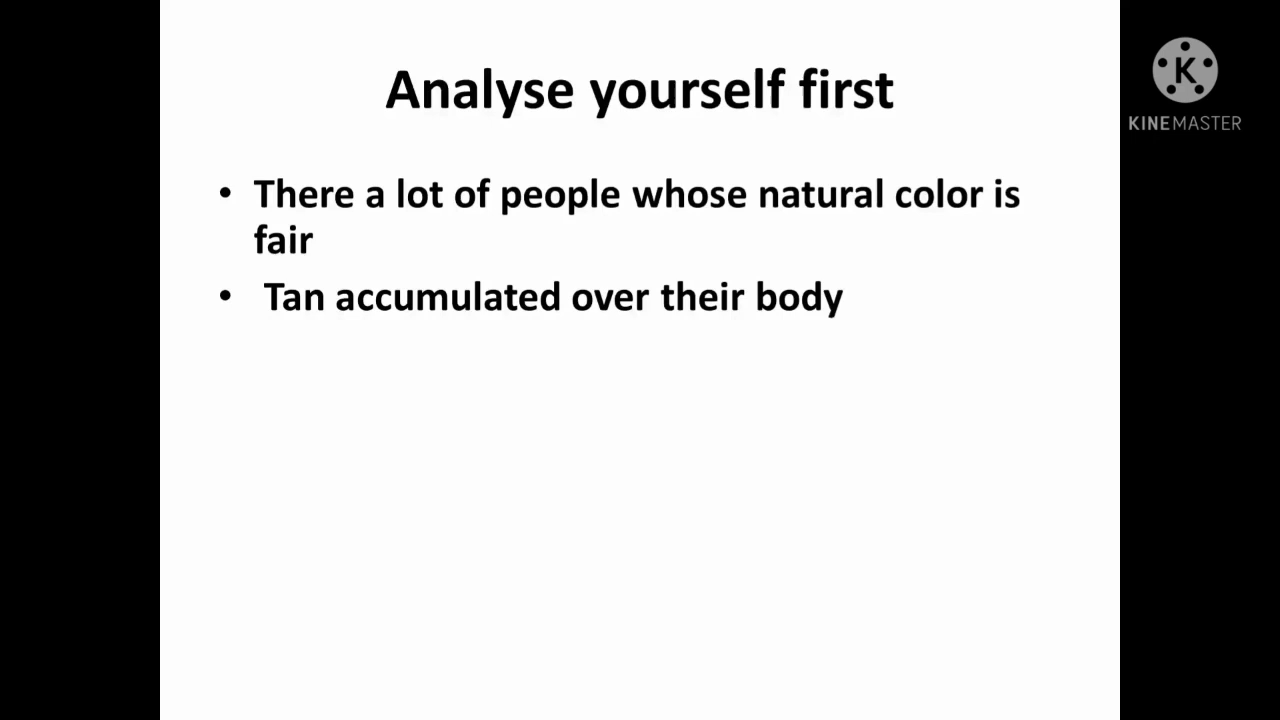 Analyse yourself first
• There a lot of people whose natural color is
fair
• Tan accumulated over their body
K
KINEMASTER